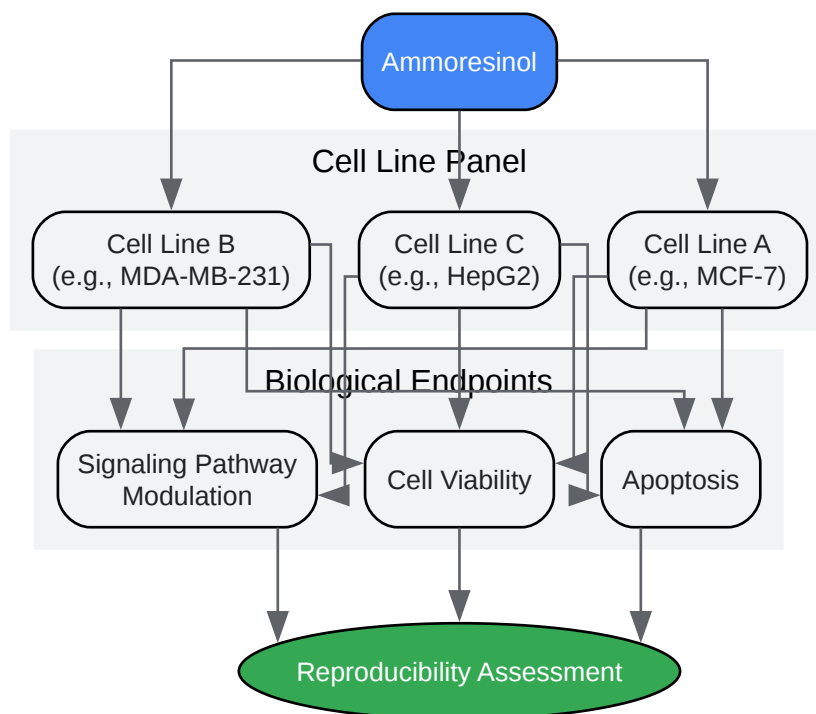 Ammoresinol
Cell Line Panel
Cell Line B
(e.g., MDA-MB-231)
Cell Line C
(e.g., HepG2)
Cell Line A
(e.g., MCF-7)
Biological Endpoints
Signaling Pathway
Modulation
Cell Viability
Apoptosis
Reproducibility Assessment